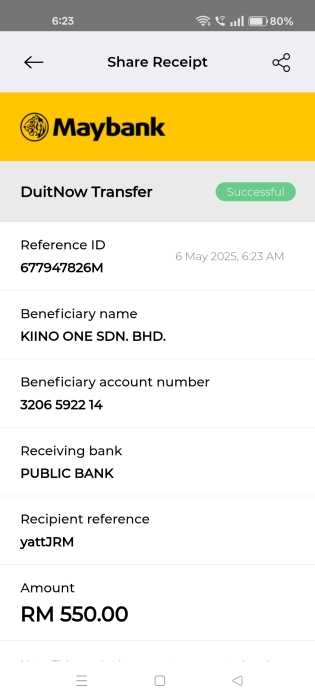 6:23
80%
Share Receipt
Maybank
DuitNow Transfer
Successful
Reference ID
677947826M
6 May 2025, 6:23 AM
Beneficiary name
KIINO ONE SDN. BHD.
Beneficiary account number
3206 5922 14
Receiving bank
PUBLIC BANK
Recipient reference
yattJRM
Amount
RM 550.00